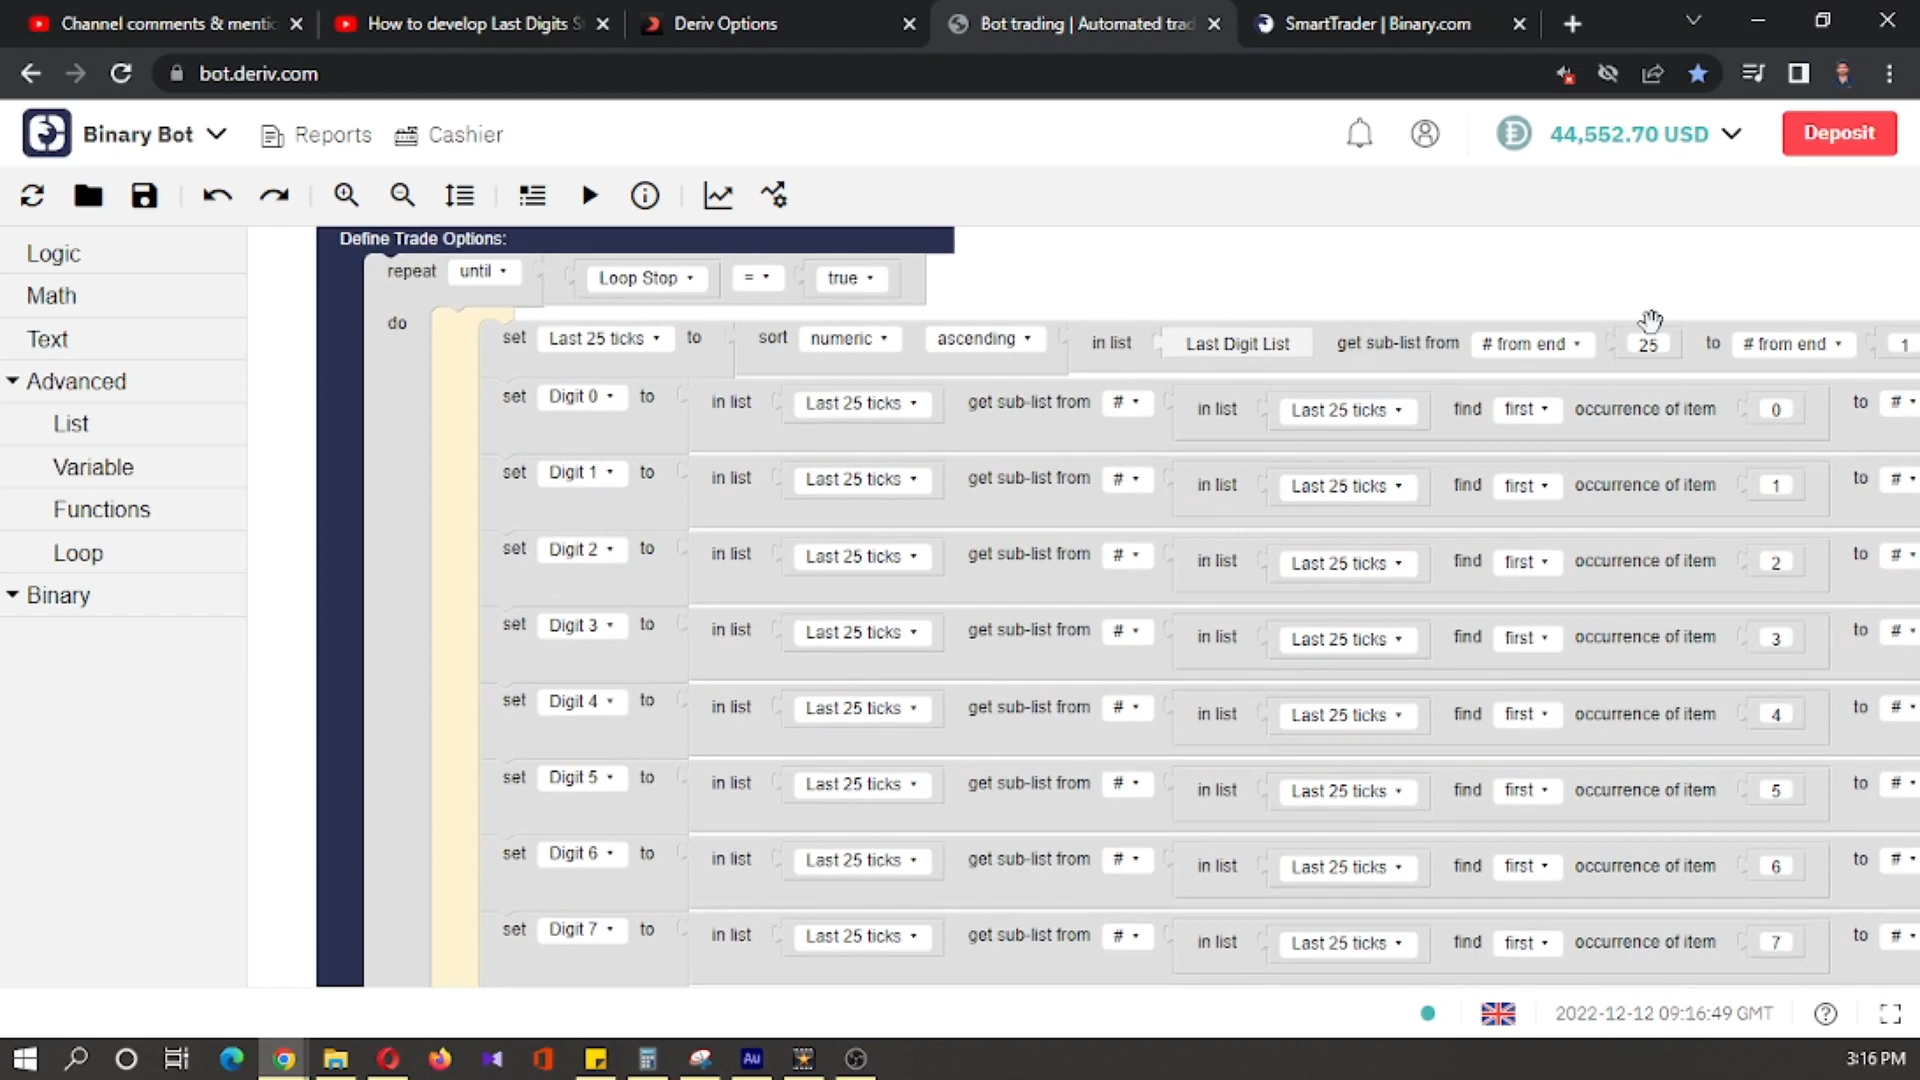 Channel comments & mentic
How to develop Last Digits S
Deriv Options
Bot trading | Automated trad
SmartTrader | Binary.com
bot.deriv.com
Binary Bot
Reports
Cashier
44,552.70 USD
Deposit
Logic
Math
Text
Advanced
List
Variable
Functions
Loop
Binary
Define Trade Options:
repeat until Loop Stop = true
do
set Last 25 ticks to sort numeric ascending in list Last Digit List get sub-list from # from end 25 to # from end 1
set Digit 0 to in list Last 25 ticks get sub-list from # in list Last 25 ticks find first occurrence of item 0 to #
set Digit 1 to in list Last 25 ticks get sub-list from # in list Last 25 ticks find first occurrence of item 1 to #
set Digit 2 to in list Last 25 ticks get sub-list from # in list Last 25 ticks find first occurrence of item 2 to #
set Digit 3 to in list Last 25 ticks get sub-list from # in list Last 25 ticks find first occurrence of item 3 to #
set Digit 4 to in list Last 25 ticks get sub-list from # in list Last 25 ticks find first occurrence of item 4 to #
set Digit 5 to in list Last 25 ticks get sub-list from # in list Last 25 ticks find first occurrence of item 5 to #
set Digit 6 to in list Last 25 ticks get sub-list from # in list Last 25 ticks find first occurrence of item 6 to #
set Digit 7 to in list Last 25 ticks get sub-list from # in list Last 25 ticks find first occurrence of item 7 to #
2022-12-12 09:16:49 GMT
Au
3:16 PM